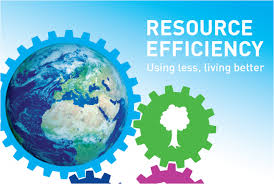 RESOURCE
EFFICIENCY
Using less, living better